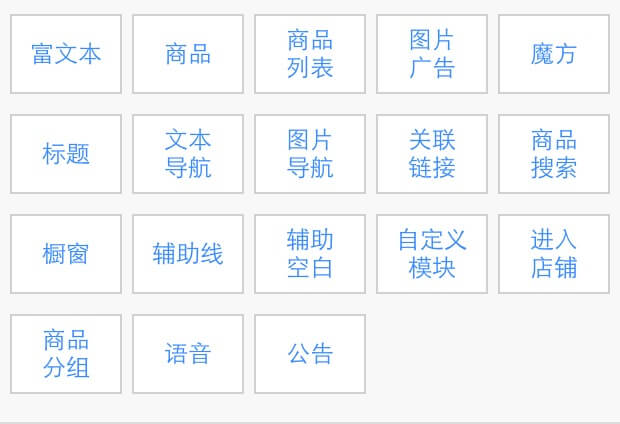 富文本
商品
商品
列表
图片
广告
魔方
标题
文本
导航
图片
导航
关联
链接
商品
搜索
橱窗
辅助线
辅助
空白
自定义
模块
进入
店铺
商品
分组
语音
公告